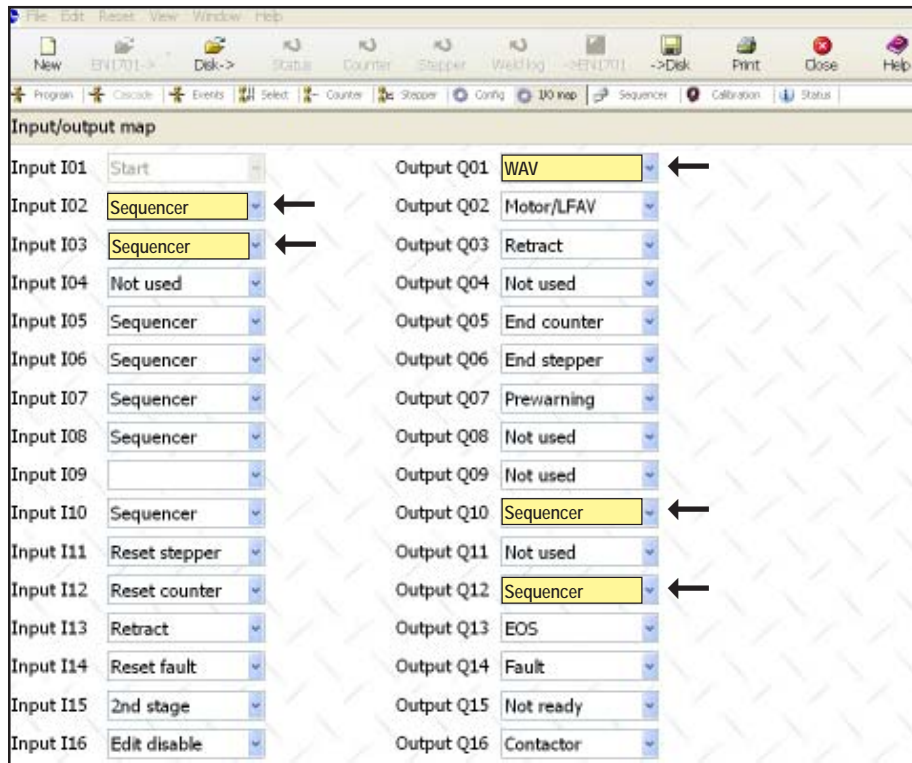 File Edit Reset View Window Help
New EN1701-> Disk-> Status Counter Stepper Weld log ->EN1701 ->Disk Print Close Help
Program Cascade Events Select Counter Stepper Config I/O map Sequencer Calibration Status
Input/output map
Input I01 Start Output Q01 WAV
Input I02 Sequencer Output Q02 Motor/LFAV
Input I03 Sequencer Output Q03 Retract
Input I04 Not used Output Q04 Not used
Input I05 Sequencer Output Q05 End counter
Input I06 Sequencer Output Q06 End stepper
Input I07 Sequencer Output Q07 Prewarning
Input I08 Sequencer Output Q08 Not used
Input I09 Output Q09 Not used
Input I10 Sequencer Output Q10 Sequencer
Input I11 Reset stepper Output Q11 Not used
Input I12 Reset counter Output Q12 Sequencer
Input I13 Retract Output Q13 EOS
Input I14 Reset fault Output Q14 Fault
Input I15 2nd stage Output Q15 Not ready
Input I16 Edit disable Output Q16 Contactor